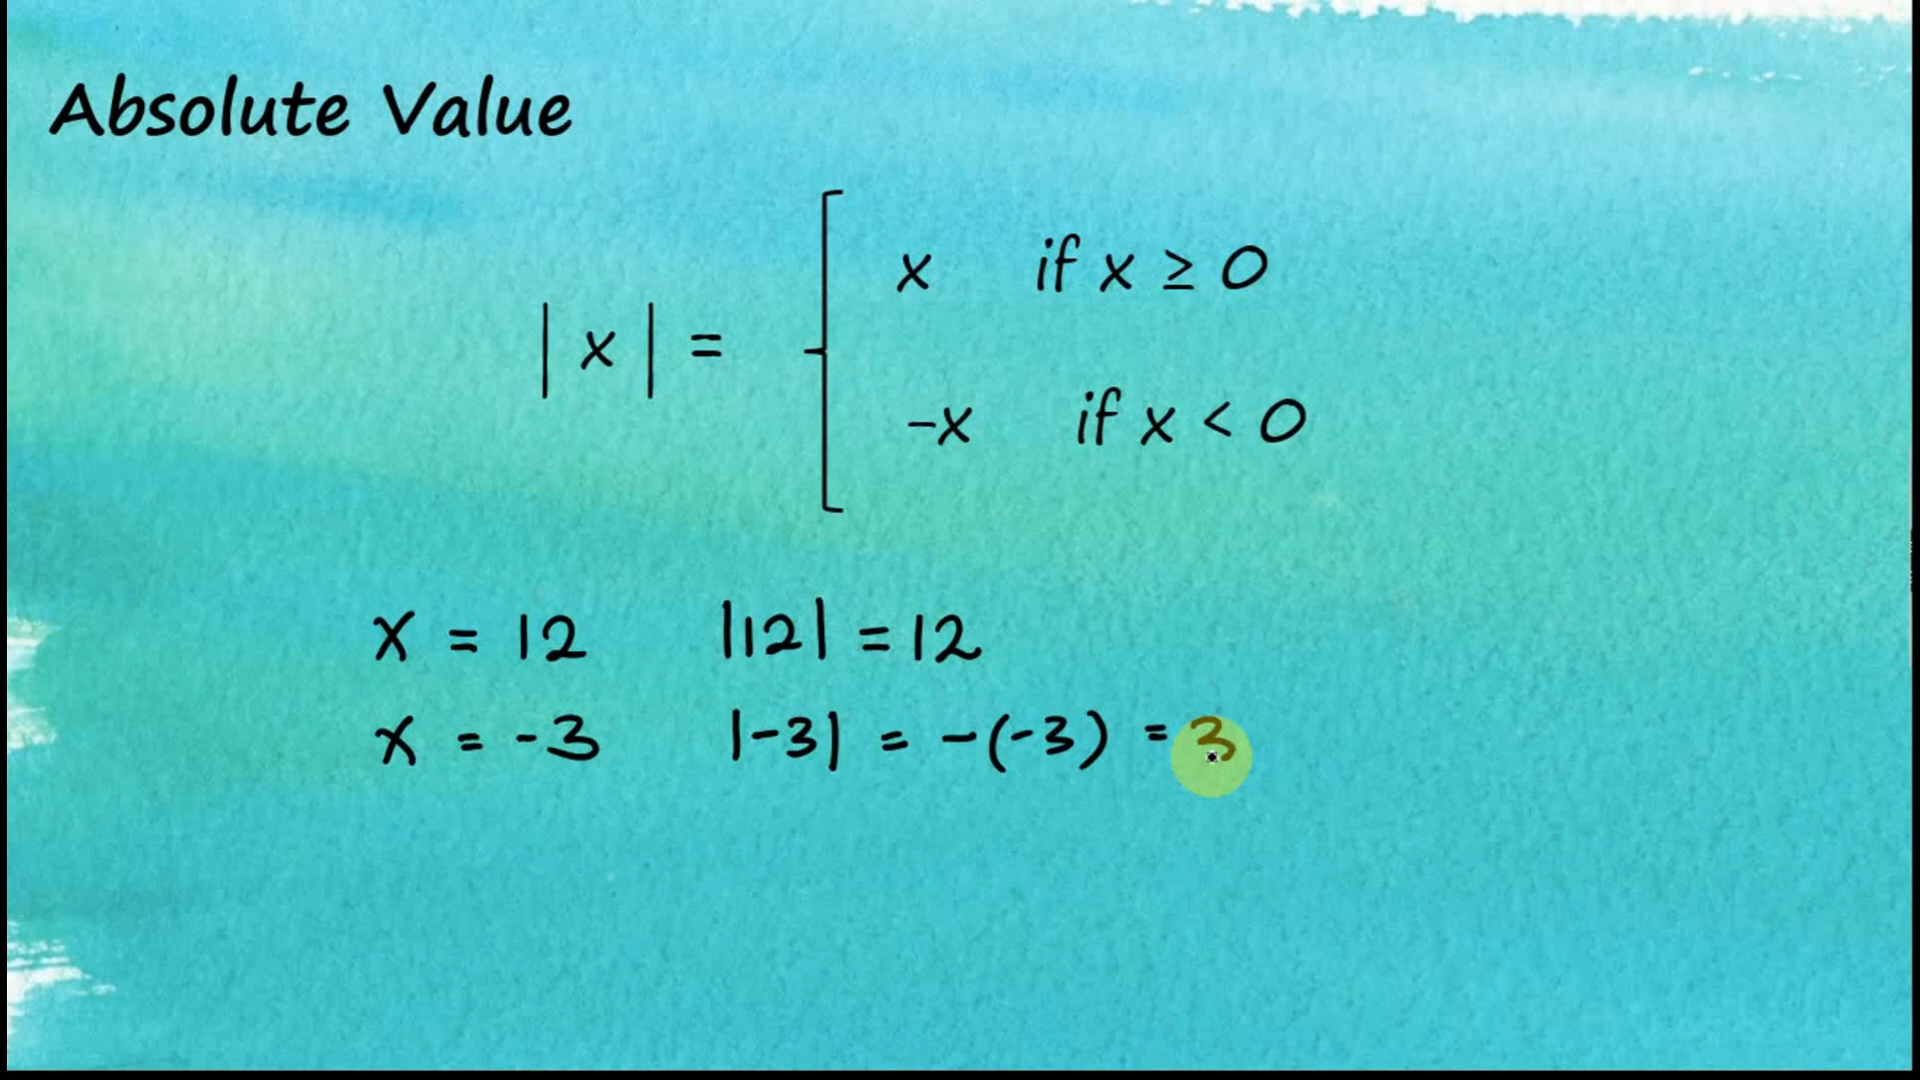 Absolute Value
x if x ≥ 0
|x| =
-x if x < 0
x = 12 |12| = 12
x = -3 |-3| = -(-3) = 3